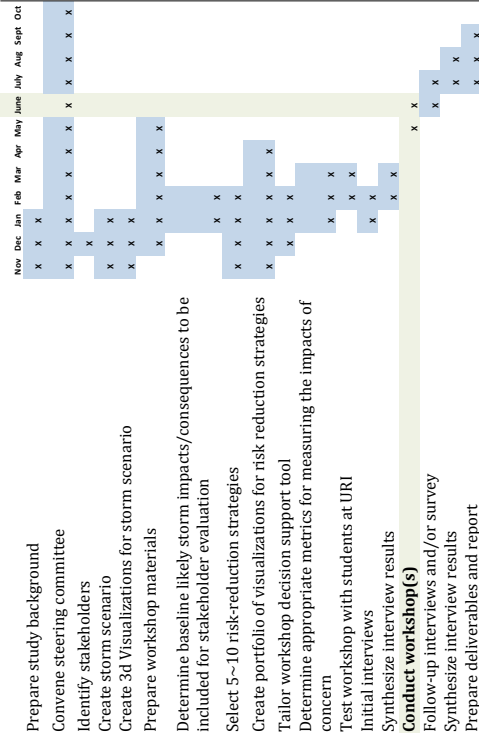 Nov Dec Jan Feb Mar Apr May June July Aug Sept Oct
Prepare study background x x x
Convene steering committee x x x x x x x x x x x x
Identify stakeholders x
Create storm scenario x x x
Create 3d Visualizations for storm scenario x x x
Prepare workshop materials x x x x x x
Determine baseline likely storm impacts/consequences to be
included for stakeholder evaluation x x
Select 5~10 risk-reduction strategies x x x x
Create portfolio of visualizations for risk reduction strategies x x x x x x
Tailor workshop decision support tool x x x
Determine appropriate metrics for measuring the impacts of
concern x x x
Test workshop with students at URI x x
Initial interviews x x
Synthesize interview results x x
Conduct workshop(s) x x
Follow-up interviews and/or survey x x
Synthesize interview results x x
Prepare deliverables and report x x x